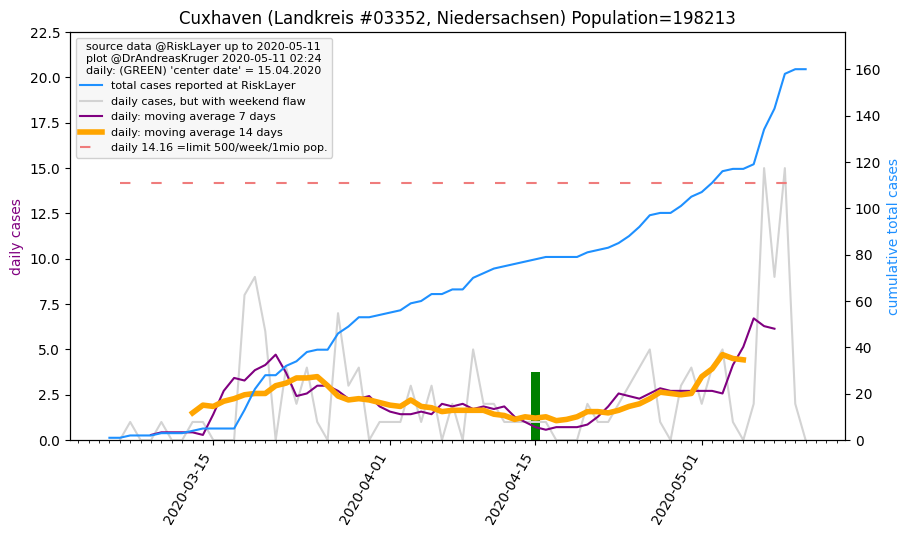 Cuxhaven (Landkreis #03352, Niedersachsen) Population=198213
source data @RiskLayer up to 2020-05-11
plot @DrAndreasKruger 2020-05-11 02:24
daily: (GREEN) 'center date' = 15.04.2020
total cases reported at RiskLayer
daily cases, but with weekend flaw
daily: moving average 7 days
daily: moving average 14 days
daily 14.16 =limit 500/week/1mio pop.
daily cases
22.5
20.0
17.5
15.0
12.5
10.0
7.5
5.0
2.5
0.0
cumulative total cases
160
140
120
100
80
60
40
20
0
2020-03-15
2020-04-01
2020-04-15
2020-05-01